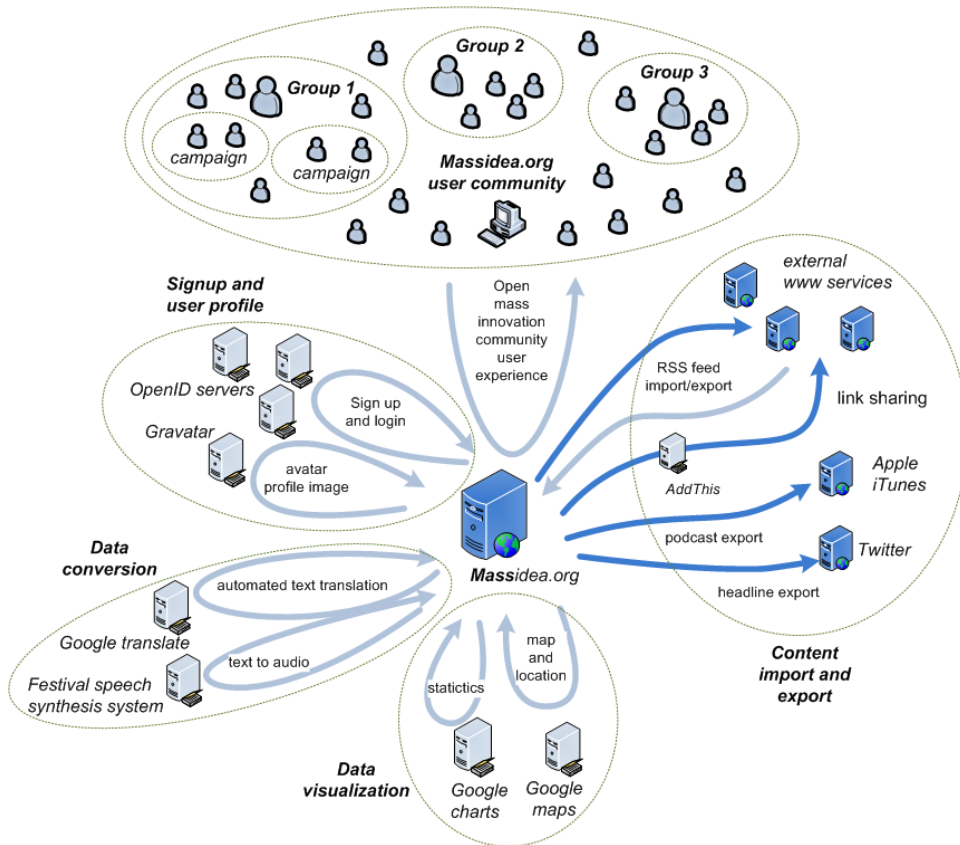 Group 1
Group 2
Group 3
campaign
campaign
Massidea.org
user community
Signup and
user profile
OpenID servers
Gravatar
Sign up
and login
avatar
profile image
Open
mass
innovation
community
user
experience
external
www services
RSS feed
import/export
link sharing
AddThis
Apple
iTunes
podcast export
Twitter
headline export
Content
import and
export
Massidea.org
Data
conversion
automated text translation
Google translate
text to audio
Festival speech
synthesis system
map
and
location
statictics
Google
charts
Google
maps
Data
visualization